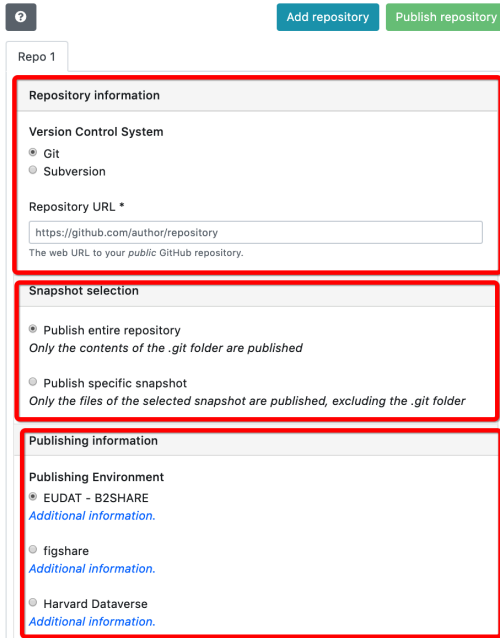 ?
Add repository
Publish repository
Repo 1
Repository information
Version Control System
Git
Subversion
Repository URL *
https://github.com/author/repository
The web URL to your public GitHub repository.
Snapshot selection
Publish entire repository
Only the contents of the .git folder are published
Publish specific snapshot
Only the files of the selected snapshot are published, excluding the .git folder
Publishing information
Publishing Environment
EUDAT - B2SHARE
Additional information.
figshare
Additional information.
Harvard Dataverse
Additional information.